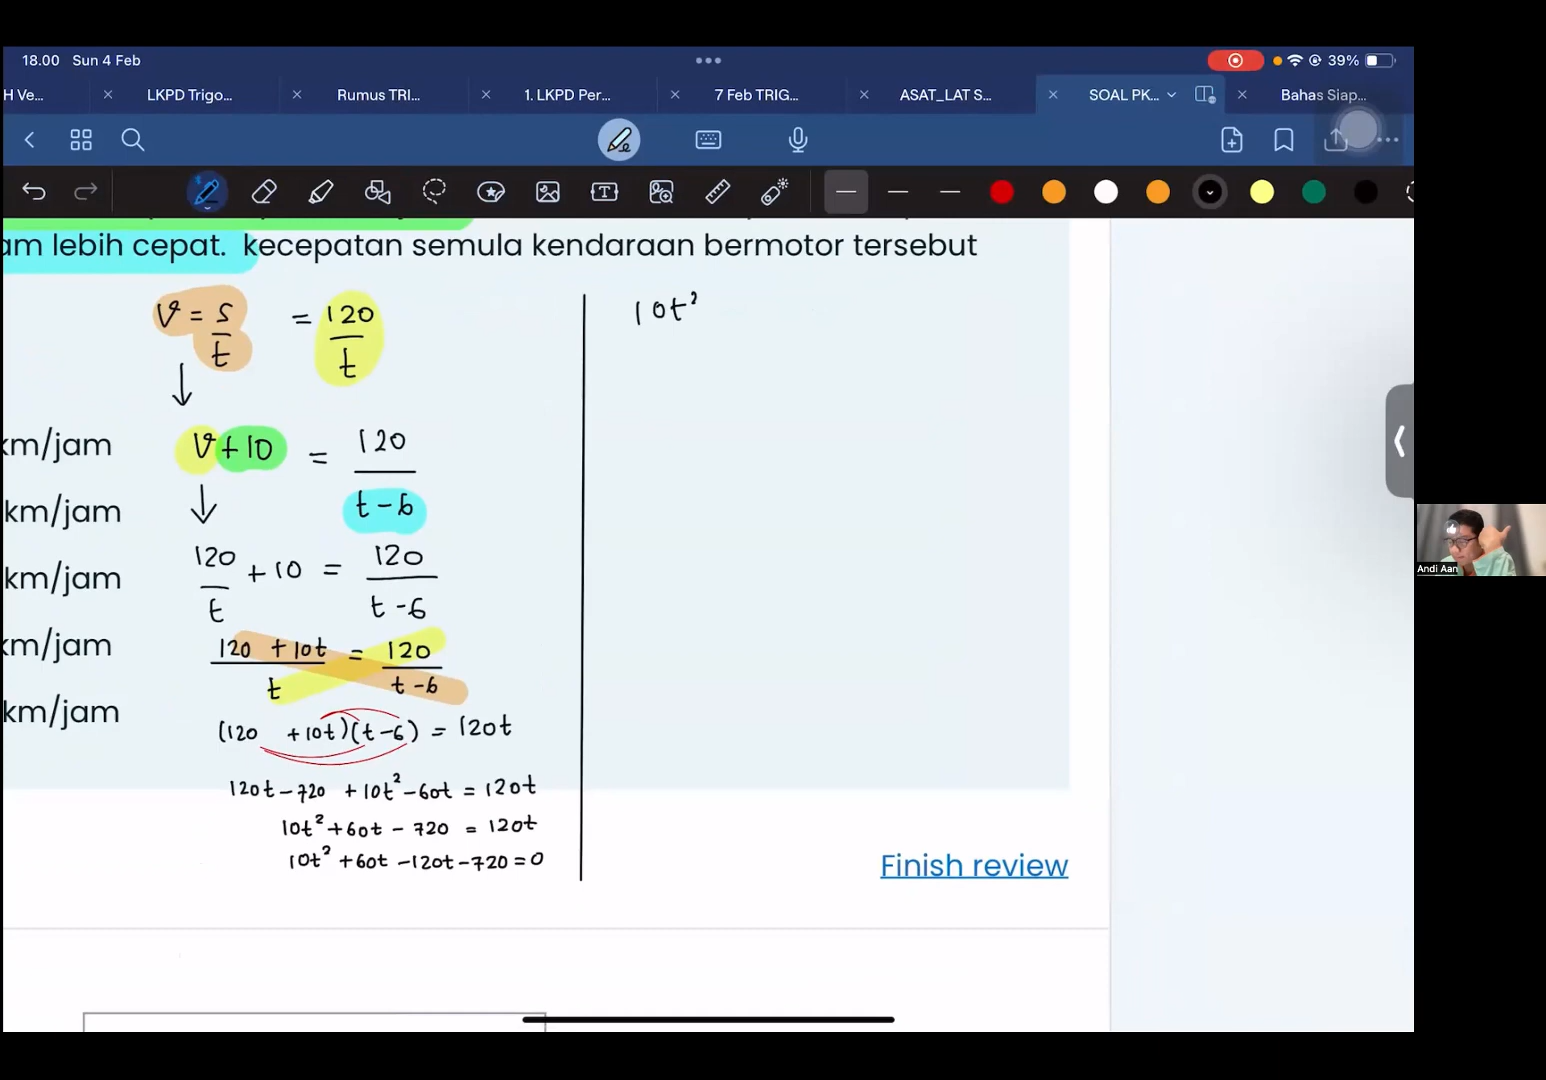 18.00 Sun 4 Feb
39%
H Ve...
LKPD Trigo...
Rumus TRI...
1. LKPD Per...
7 Feb TRIG...
ASAT_LAT S...
SOAL PK...
Bahas Siap...
am lebih cepat. kecepatan semula kendaraan bermotor tersebut
v = s/t = 120/t
10t²
km/jam
v + 10 = 120/(t-6)
km/jam
120/t + 10 = 120/(t-6)
km/jam
km/jam
(120 + 10t)/t = 120/(t-6)
km/jam
(120 + 10t)(t-6) = 120t
120t - 720 + 10t² - 60t = 120t
10t² + 60t - 720 = 120t
10t² + 60t - 120t - 720 = 0
Finish review
Andi Aan